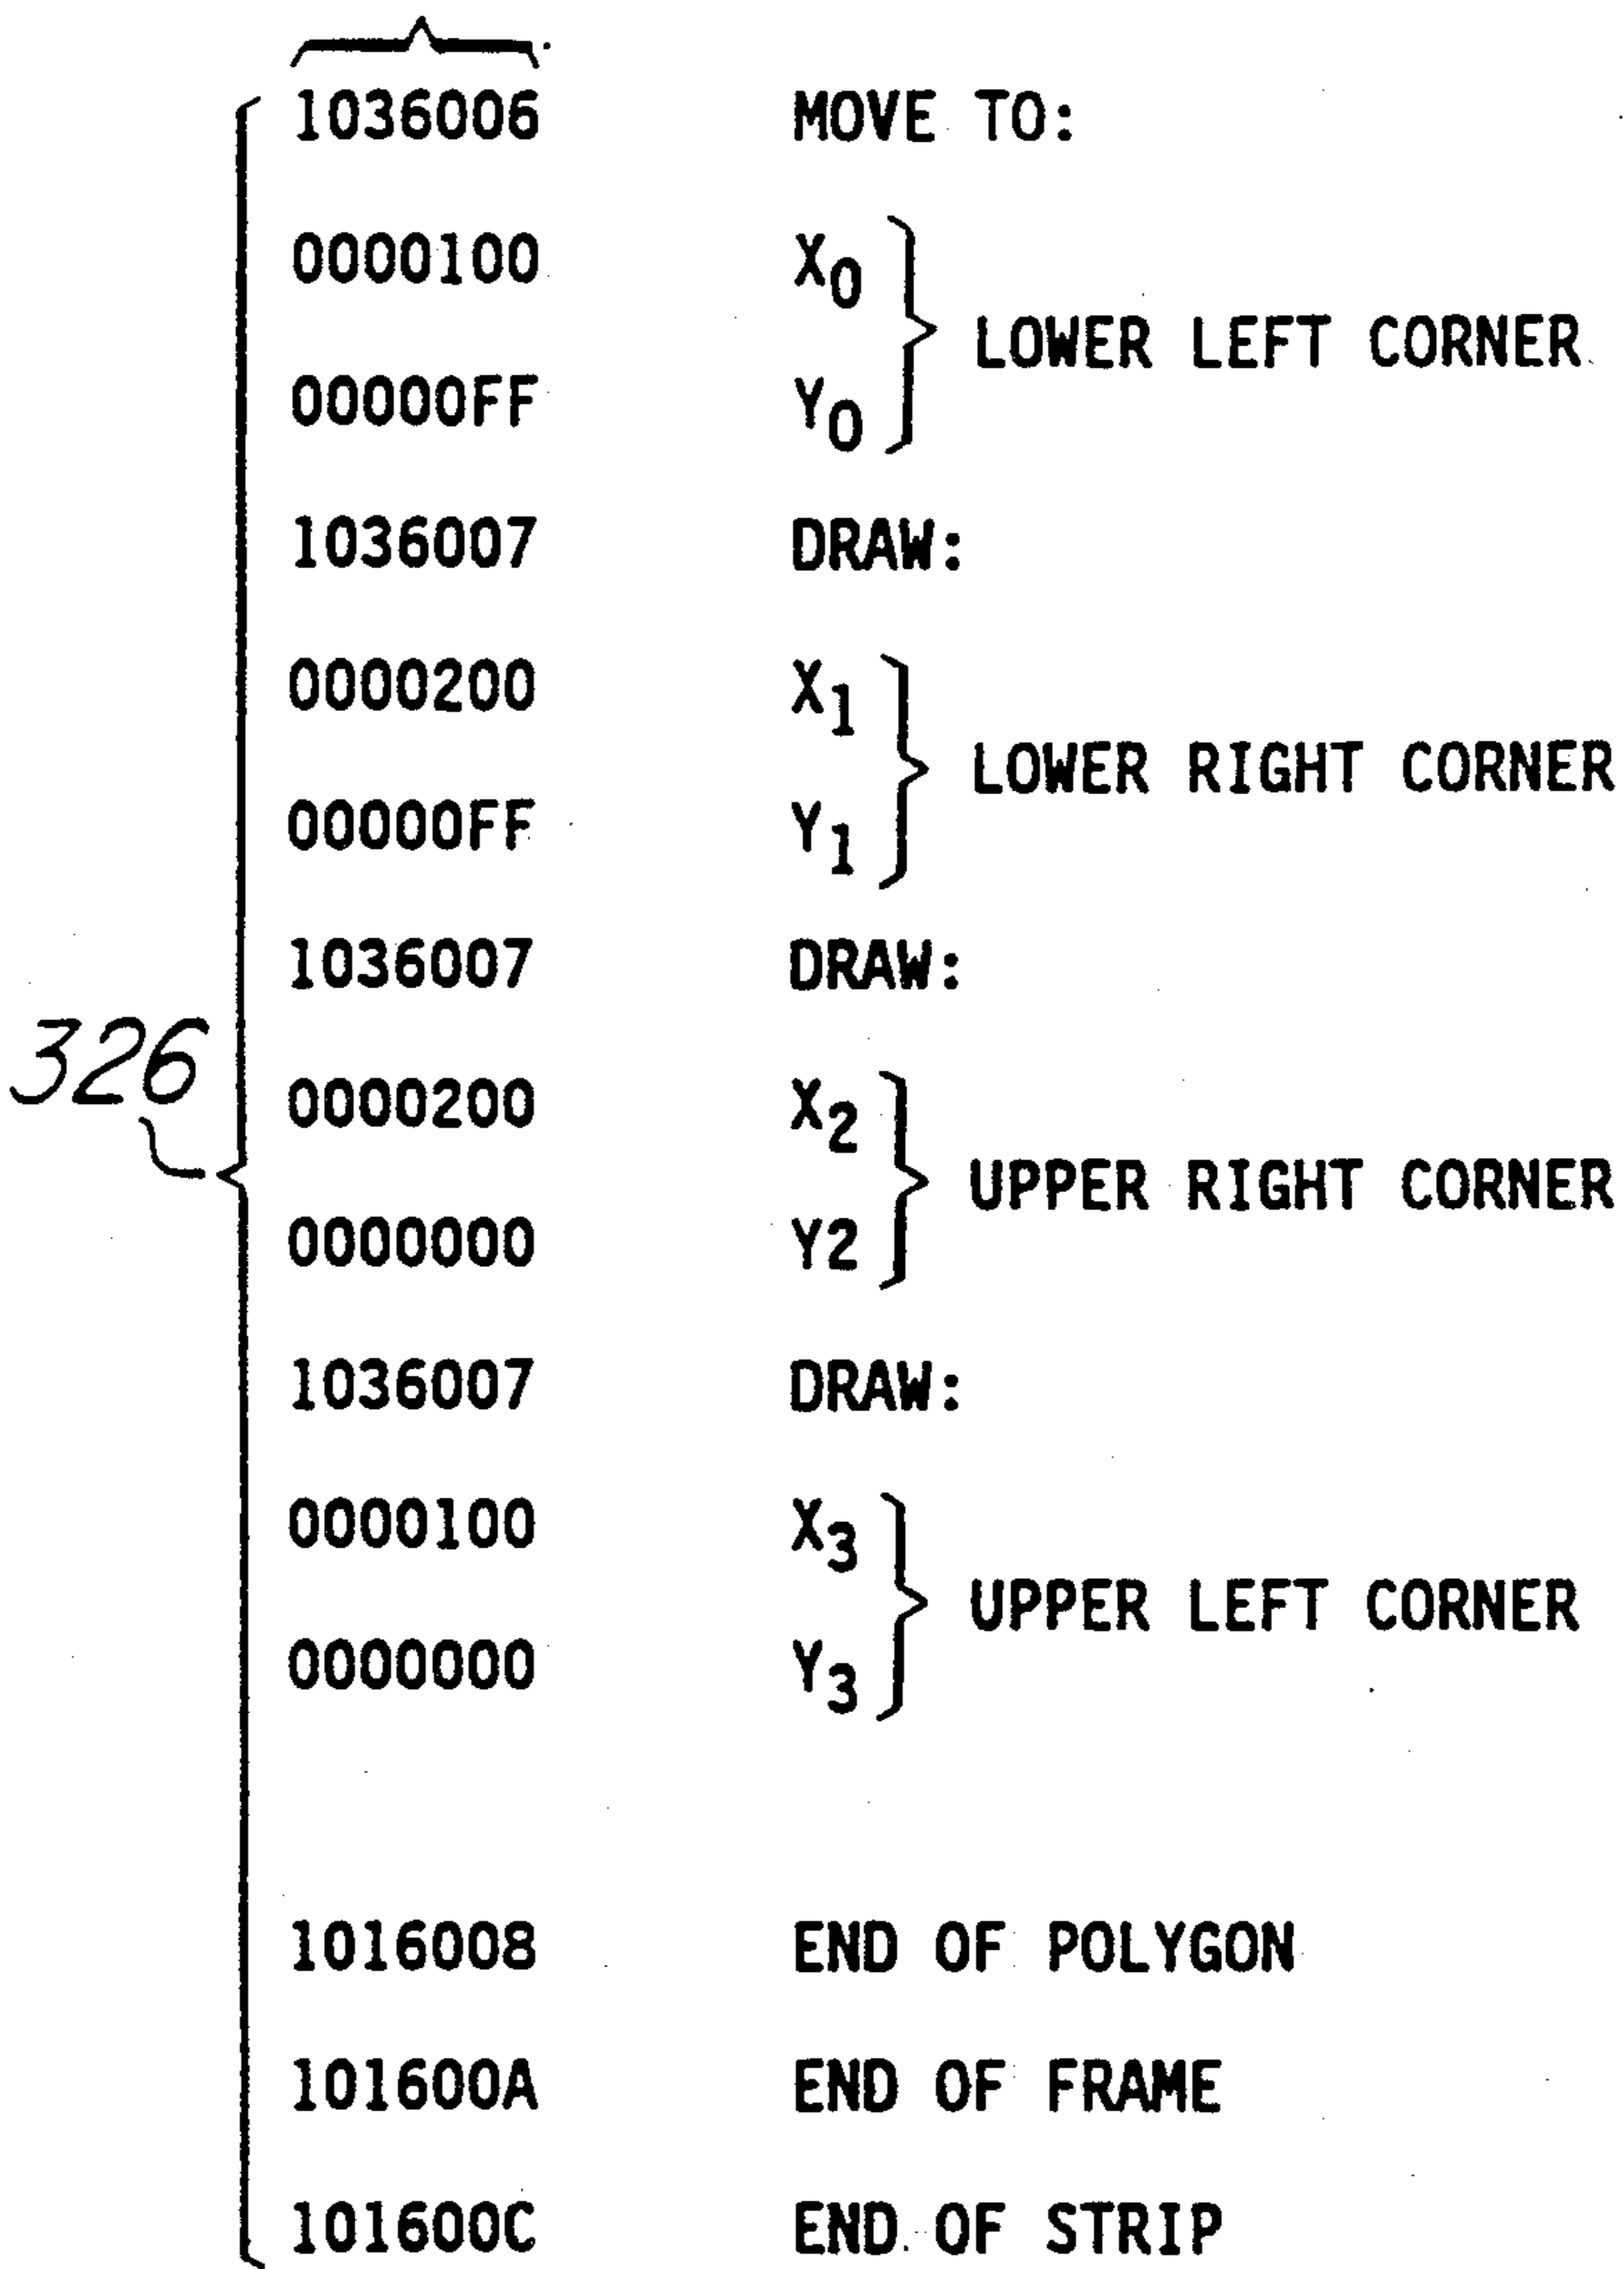 1036006 MOVE TO:
0000100 X0
LOWER LEFT CORNER
00000FF Y0
1036007 DRAW:
0000200 X1
LOWER RIGHT CORNER
00000FF Y1
1036007 DRAW:
326
0000200 X2
UPPER RIGHT CORNER
0000000 Y2
1036007 DRAW:
0000100 X3
UPPER LEFT CORNER
0000000 Y3
1016008 END OF POLYGON
101600A END OF FRAME
101600C END OF STRIP